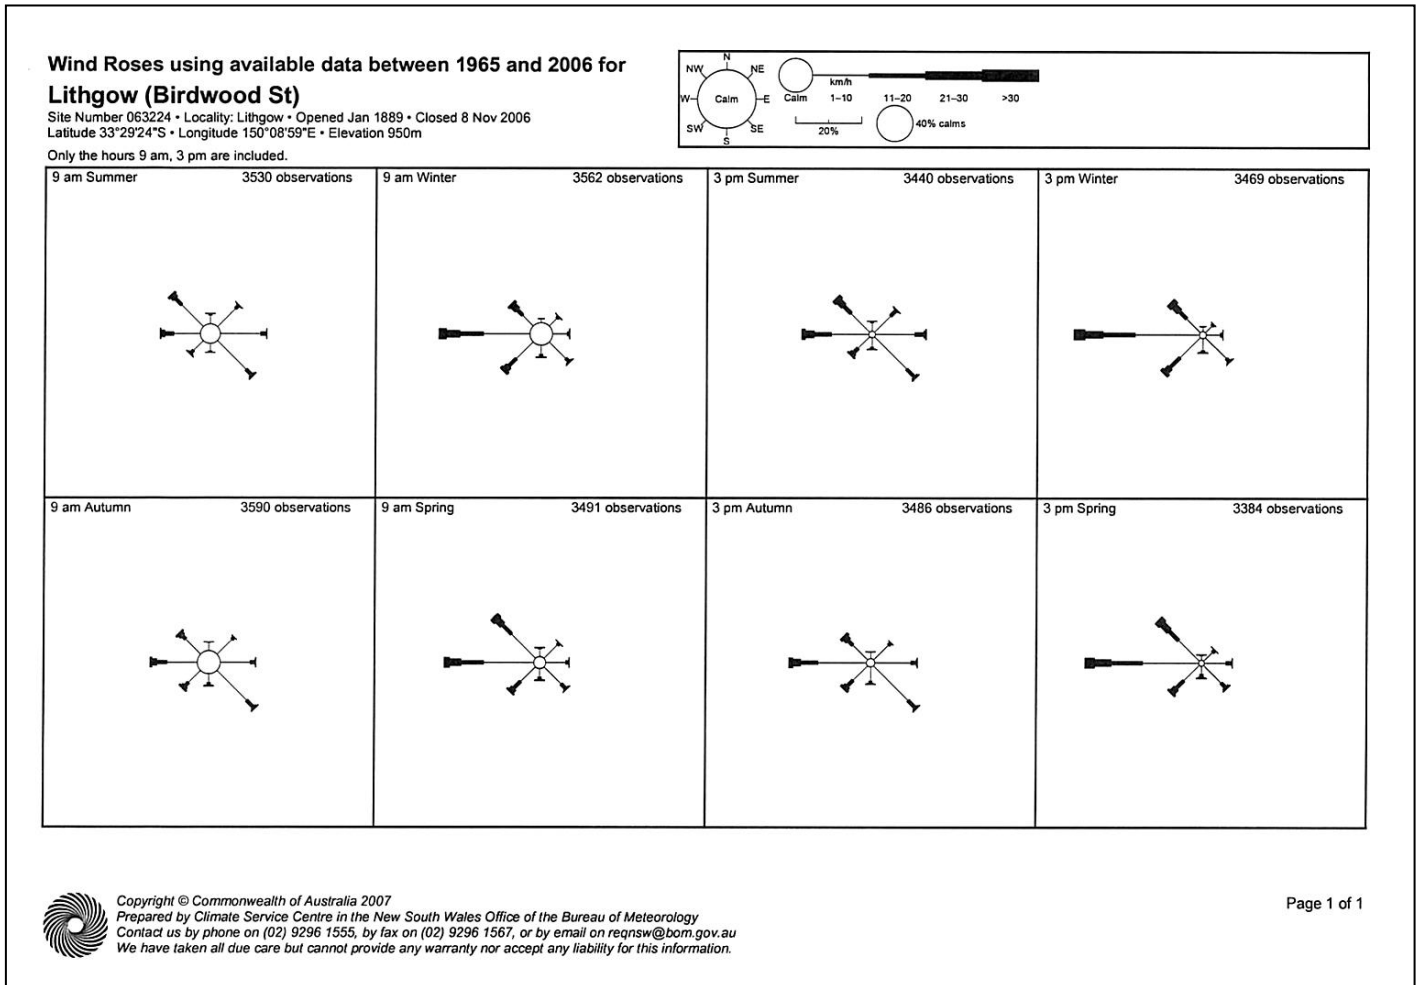 Wind Roses using available data between 1965 and 2006 for
Lithgow (Birdwood St)
Site Number 063224 • Locality: Lithgow • Opened Jan 1889 • Closed 8 Nov 2006
Latitude 33°29'24"S • Longitude 150°08'59"E • Elevation 950m
Only the hours 9 am, 3 pm are included.
N
NW NE
W Calm E
SW SE
S
km/h
Calm 1–10 11–20 21–30 >30
20% 40% calms
9 am Summer 3530 observations
9 am Winter 3562 observations
3 pm Summer 3440 observations
3 pm Winter 3469 observations
9 am Autumn 3590 observations
9 am Spring 3491 observations
3 pm Autumn 3486 observations
3 pm Spring 3384 observations
Copyright © Commonwealth of Australia 2007
Prepared by Climate Service Centre in the New South Wales Office of the Bureau of Meteorology
Contact us by phone on (02) 9296 1555, by fax on (02) 9296 1567, or by email on reqnsw@bom.gov.au
We have taken all due care but cannot provide any warranty nor accept any liability for this information.
Page 1 of 1